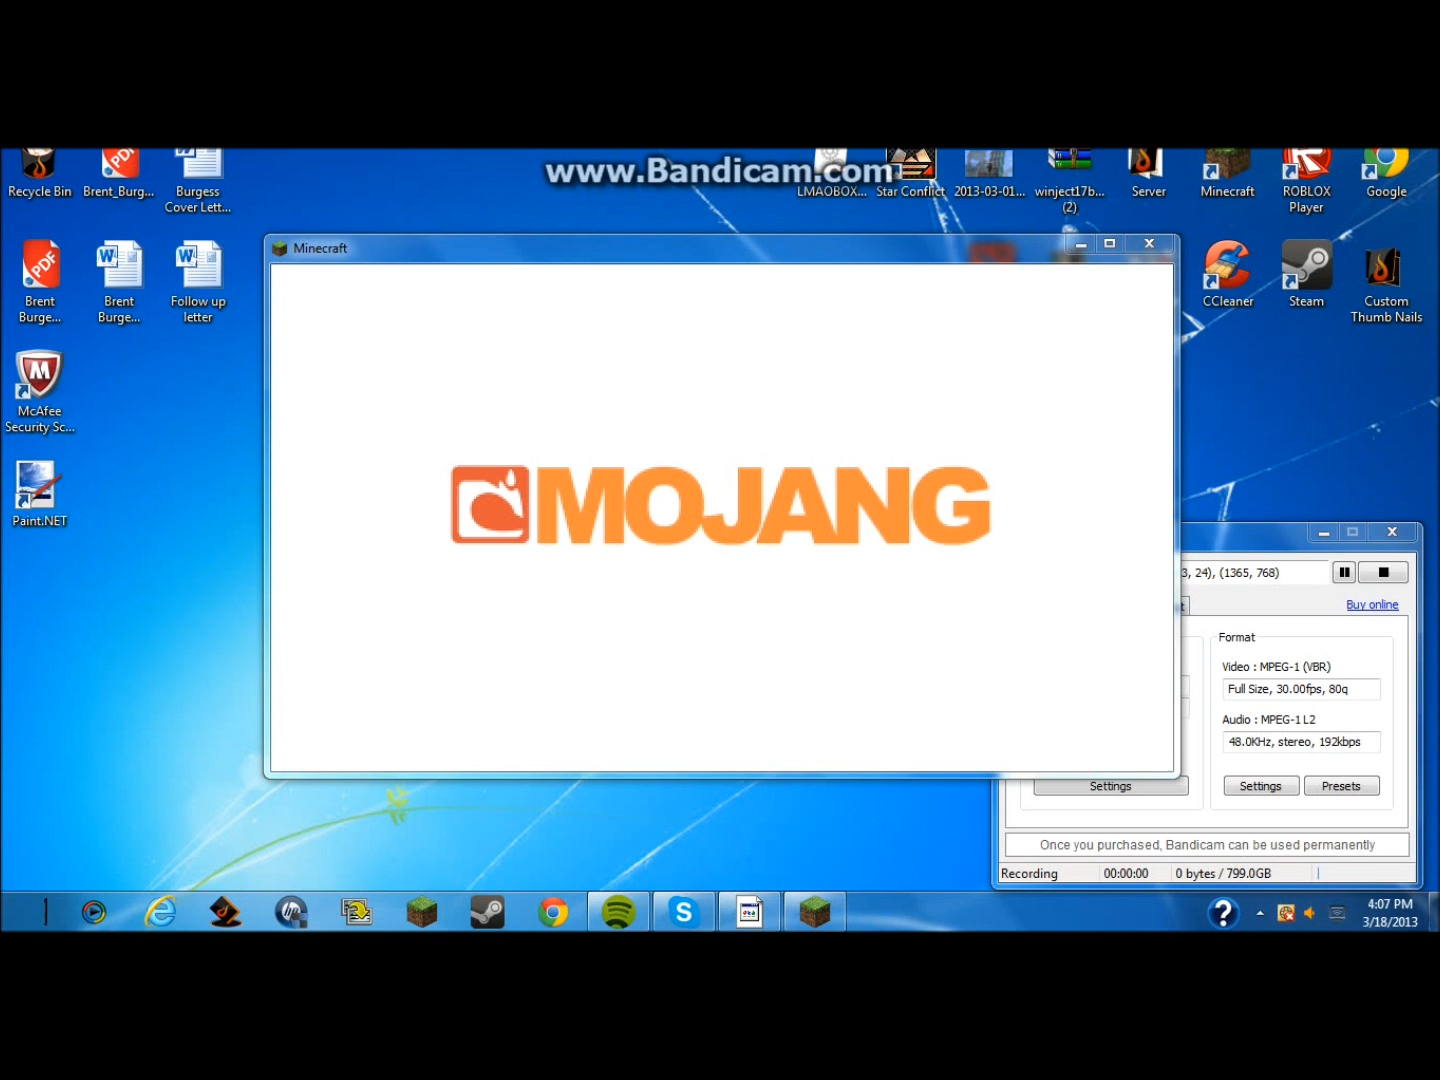 www.Bandicam.com
Recycle Bin
Brent_Burg...
Burgess
Cover Lett...
LMAOBOX...
Star Conflict
2013-03-01...
winject17b...
(2)
Server
Minecraft
ROBLOX
Player
Google
PDF
Brent
Burge...
Brent
Burge...
Follow up
letter
CCleaner
Steam
Custom
Thumb Nails
McAfee
Security Sc...
Paint.NET
Minecraft
MOJANG
3, 24), (1365, 768)
Buy online
Format
Video : MPEG-1 (VBR)
Full Size, 30.00fps, 80q
Audio : MPEG-1 L2
48.0KHz, stereo, 192kbps
Settings
Settings
Presets
Once you purchased, Bandicam can be used permanently
Recording
00:00:00
0 bytes / 799.0GB
4:07 PM
3/18/2013